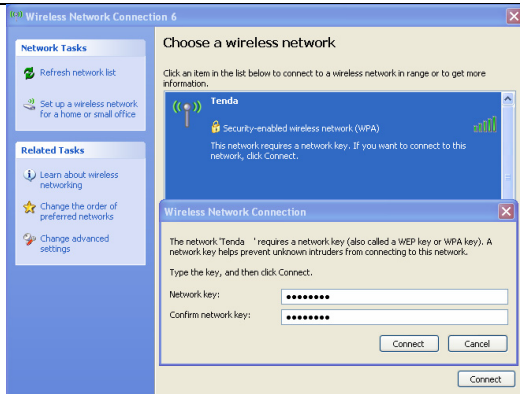 Wireless Network Connection 6
Network Tasks
Refresh network list
Set up a wireless network
for a home or small office
Related Tasks
Learn about wireless
networking
Change the order of
preferred networks
Change advanced
settings
Choose a wireless network
Click an item in the list below to connect to a wireless network in range or to get more
information.
Tenda
Security-enabled wireless network (WPA)
This network requires a network key. If you want to connect to this
network, click Connect.
Wireless Network Connection
The network 'Tenda ' requires a network key (also called a WEP key or WPA key). A
network key helps prevent unknown intruders from connecting to this network.
Type the key, and then click Connect.
Network key: ●●●●●●●●
Confirm network key: ●●●●●●●●
Connect Cancel
Connect